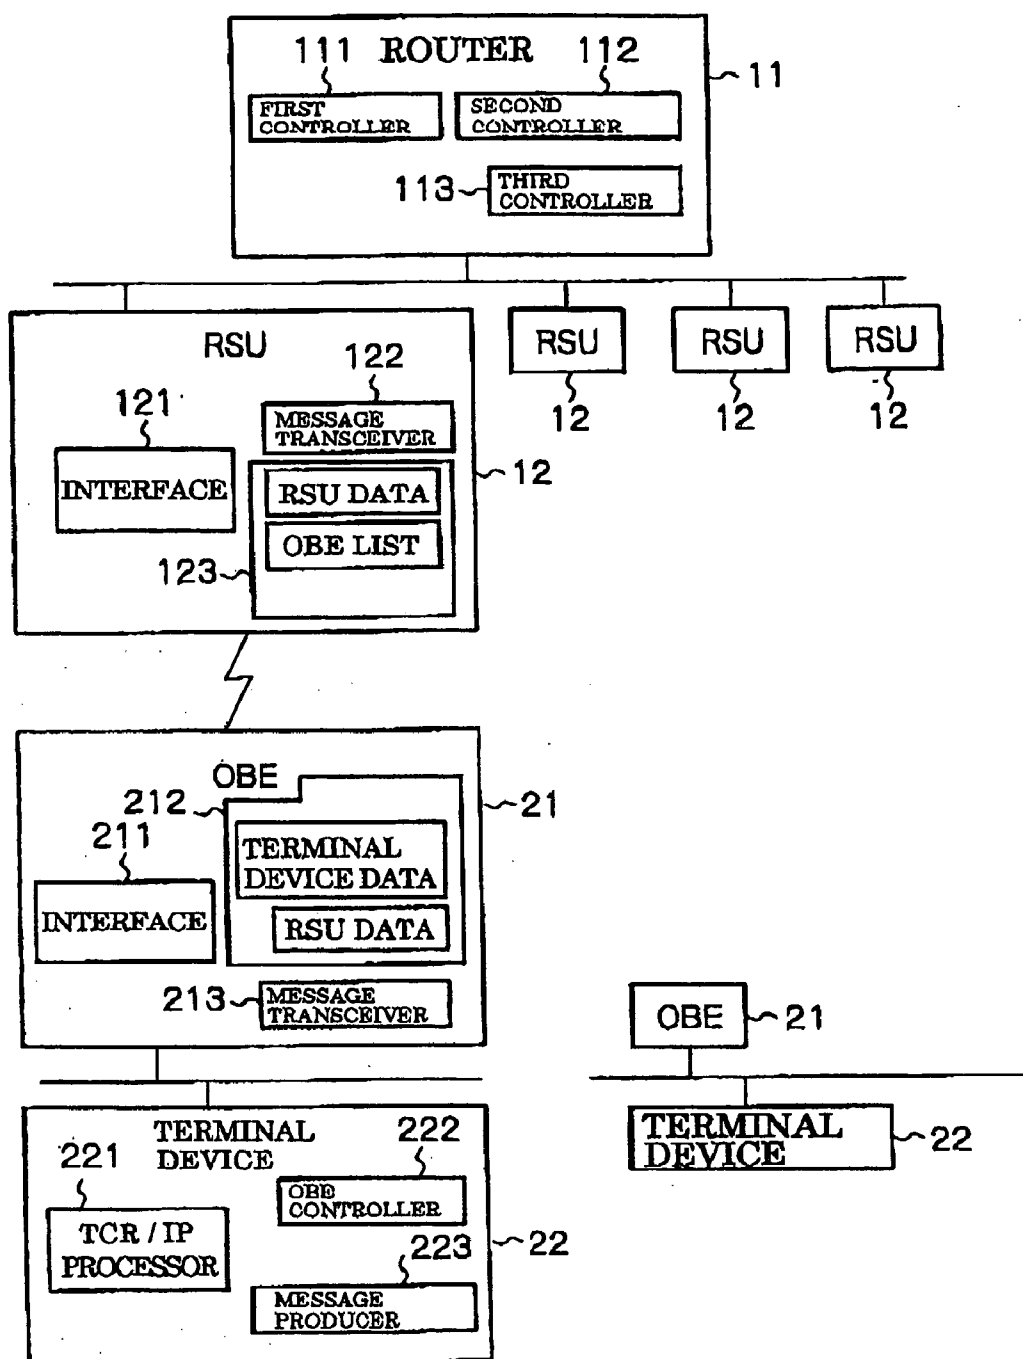 111 ROUTER 112
11
FIRST
CONTROLLER
SECOND
CONTROLLER
113
THIRD
CONTROLLER
RSU
122
121
MESSAGE
TRANSCEIVER
12
INTERFACE
RSU DATA
OBE LIST
123
RSU
12
RSU
12
RSU
12
OBE
212
21
211
TERMINAL
DEVICE DATA
INTERFACE
RSU DATA
213
MESSAGE
TRANSCEIVER
OBE
21
TERMINAL
DEVICE
22
TERMINAL
DEVICE
222
221
OBE
CONTROLLER
TCR / IP
PROCESSOR
22
223
MESSAGE
PRODUCER